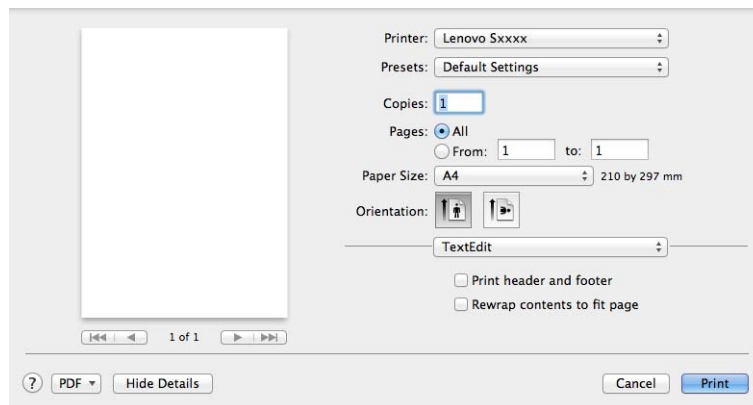 Printer: Lenovo Sxxxx
Presets: Default Settings
Copies: 1
Pages: All
From: 1 to: 1
Paper Size: A4 210 by 297 mm
Orientation:
TextEdit
Print header and footer
Rewrap contents to fit page
1 of 1
? PDF Hide Details Cancel Print